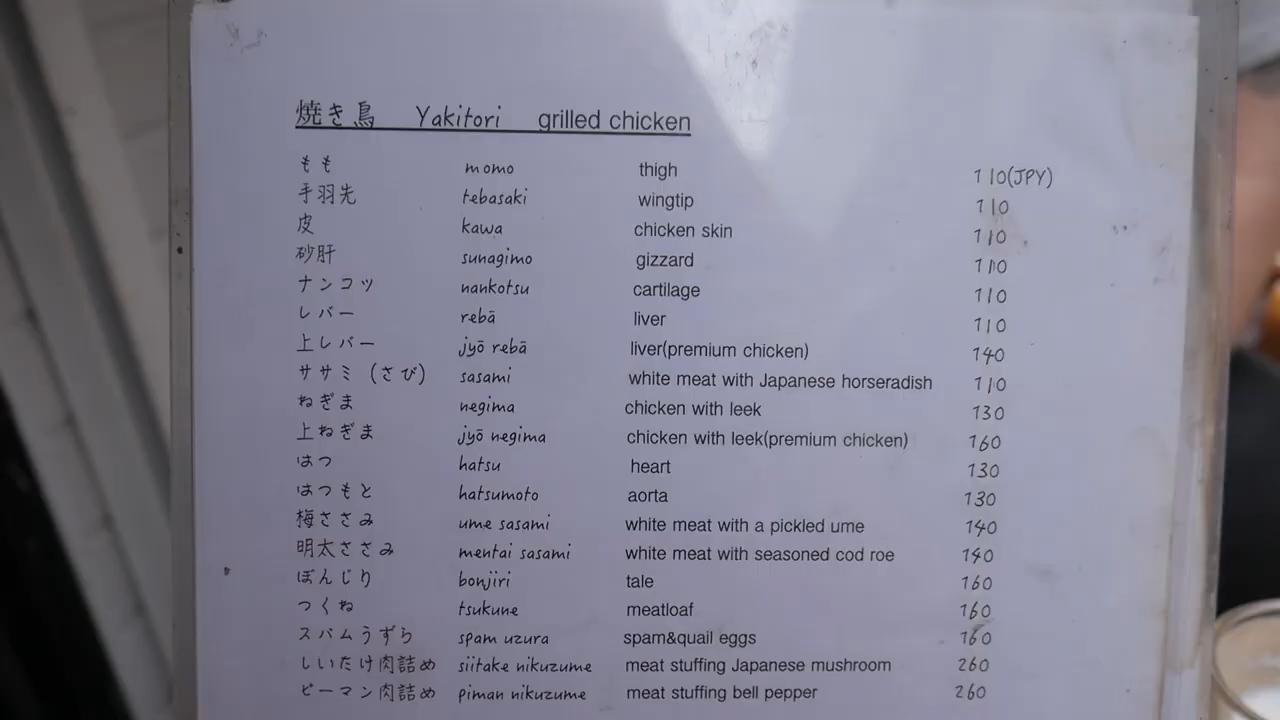 焼き鳥 Yakitori grilled chicken
もも momo thigh 110(JPY)
手羽先 tebasaki wingtip 110
皮 kawa chicken skin 110
砂肝 sunagimo gizzard 110
ナンコツ nankotsu cartilage 110
レバー rebā liver 110
上レバー jyō rebā liver(premium chicken) 140
ササミ(さび) sasami white meat with Japanese horseradish 110
ねぎま negima chicken with leek 130
上ねぎま jyō negima chicken with leek(premium chicken) 160
はつ hatsu heart 130
はつもと hatsumoto aorta 130
梅ささみ ume sasami white meat with a pickled ume 140
明太ささみ mentai sasami white meat with seasoned cod roe 140
ぼんじり bonjiri tale 160
つくね tsukune meatloaf 160
スパムうずら spam uzura spam&quail eggs 160
しいたけ肉詰め siitake nikuzume meat stuffing Japanese mushroom 260
ピーマン肉詰め piman nikuzume meat stuffing bell pepper 260